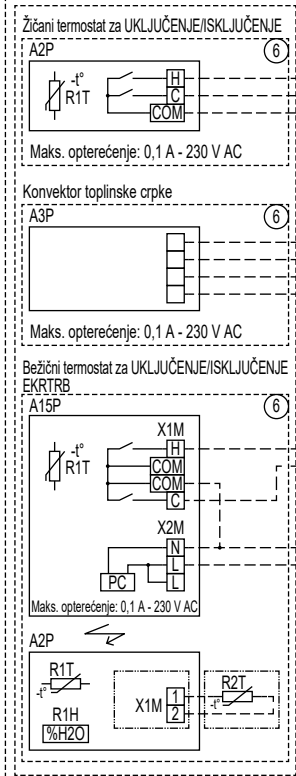 Žičani termostat za UKLJUČENJE/ISKLJUČENJE
A2P
6
-t°
R1T
H
C
COM
Maks. opterećenje: 0,1 A - 230 V AC
Konvektor toplinske crpke
A3P
6
Maks. opterećenje: 0,1 A - 230 V AC
Bežični termostat za UKLJUČENJE/ISKLJUČENJE
EKRTRB
A15P
6
X1M
-t°
R1T
H
COM
COM
C
X2M
N
L
PC
L
Maks. opterećenje: 0,1 A - 230 V AC
A2P
R1T
-t°
R1H
%H2O
X1M
1
2
R2T
-t°